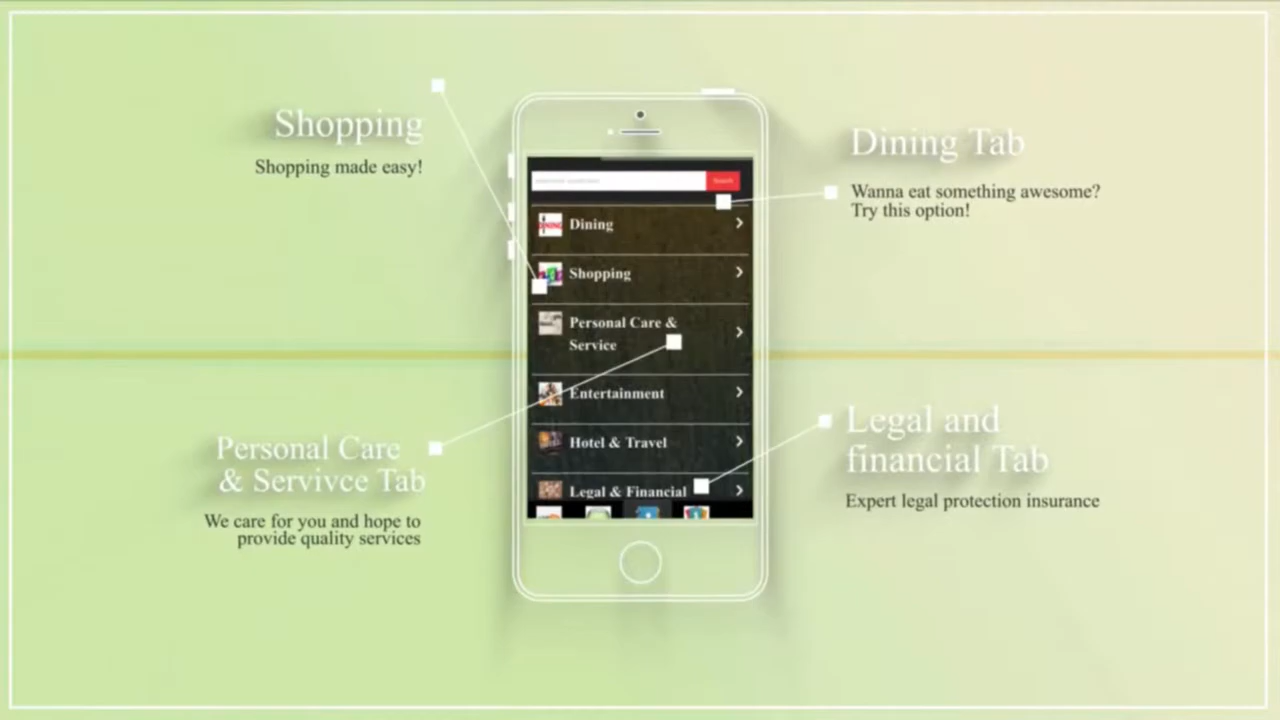 Shopping
Shopping made easy!
Personal Care
& Servivce Tab
We care for you and hope to
provide quality services
Search
Dining
Shopping
Personal Care &
Service
Entertainment
Hotel & Travel
Legal & Financial
Dining Tab
Wanna eat something awesome?
Try this option!
Legal and
financial Tab
Expert legal protection insurance